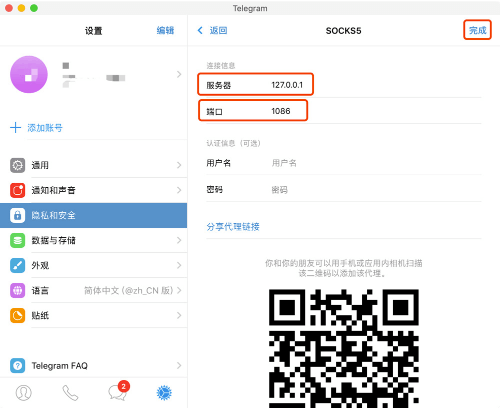 Telegram
设置
编辑
添加账号
通用
通知和声音
隐私和安全
数据与存储
外观
语言
简体中文 (@zh_CN 版)
贴纸
Telegram FAQ
2
返回
SOCKS5
完成
连接信息
服务器 127.0.0.1
端口 1086
认证信息（可选）
用户名 用户名
密码 密码
分享代理链接
你和你的朋友可以用手机或应用内相机扫描
该二维码以添加该代理。